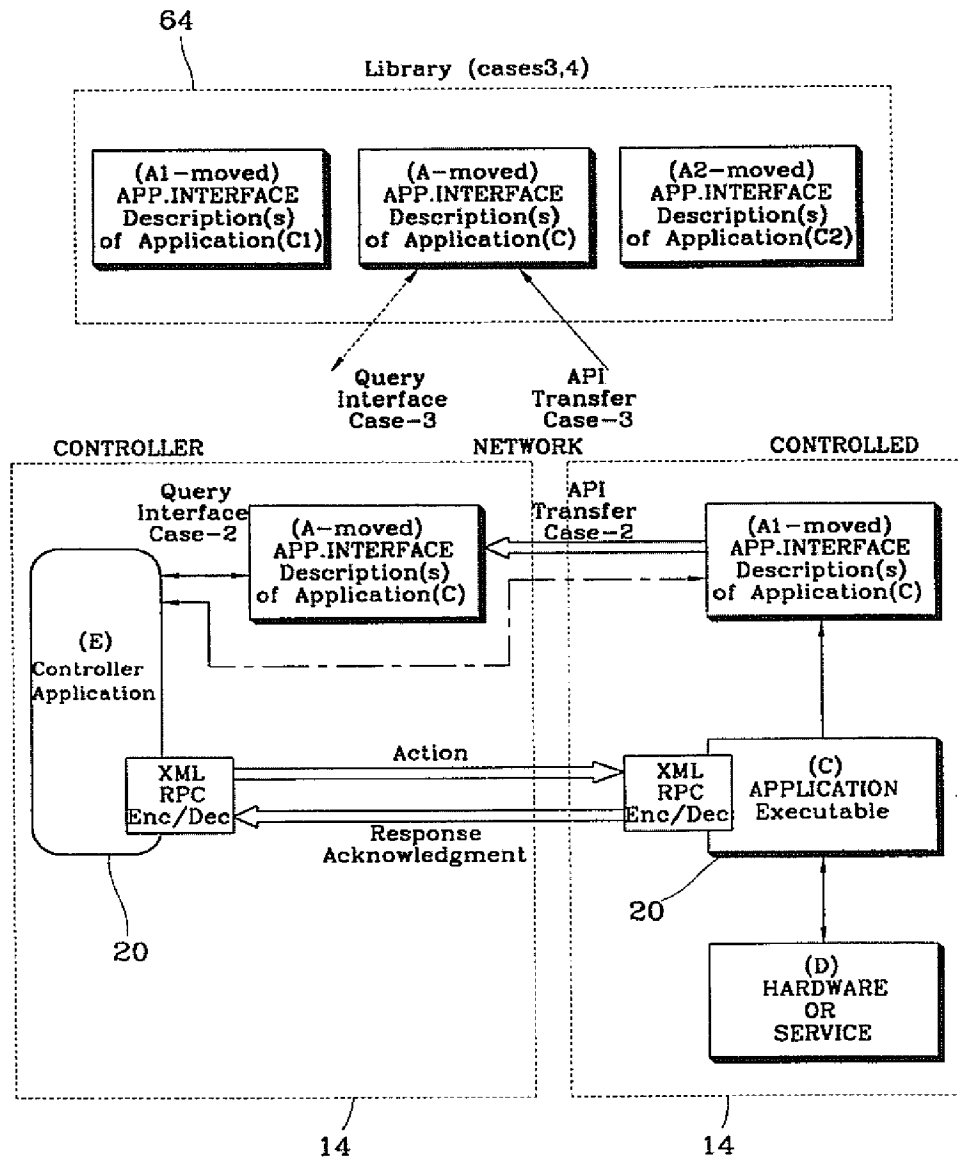 64
Library (cases3,4)
(A1-moved)
APP.INTERFACE
Description(s)
of Application(C1)
(A-moved)
APP.INTERFACE
Description(s)
of Application(C)
(A2-moved)
APP.INTERFACE
Description(s)
of Application(C2)
Query
Interface
Case-3
API
Transfer
Case-3
CONTROLLER
NETWORK
CONTROLLED
Query
Interface
Case-2
(A-moved)
APP.INTERFACE
Description(s)
of Application(C)
API
Transfer
Case-2
(A1-moved)
APP.INTERFACE
Description(s)
of Application(C)
(E)
Controller
Application
XML
RPC
Enc/Dec
Action
Response
Acknowledgment
XML
RPC
Enc/Dec
(C)
APPLICATION
Executable
20
20
(D)
HARDWARE
OR
SERVICE
14
14